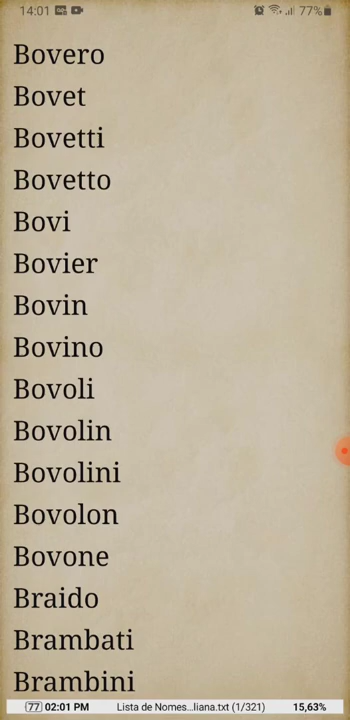 14:01 77%
Bovero
Bovet
Bovetti
Bovetto
Bovi
Bovier
Bovin
Bovino
Bovoli
Bovolin
Bovolini
Bovolon
Bovone
Braido
Brambati
Brambini
77 02:01 PM Lista de Nomes...liana.txt (1/321) 15,63%